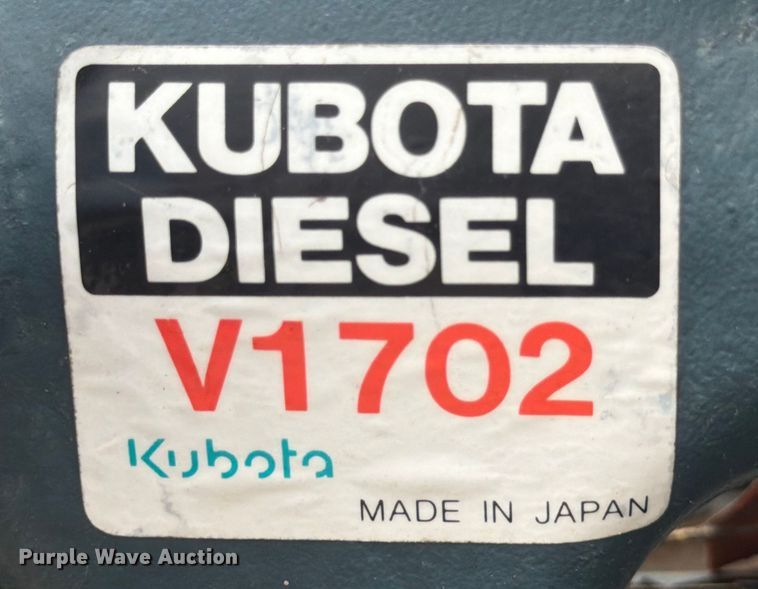 KUBOTA
DIESEL
V1702
Kubota
MADE IN JAPAN
Purple Wave Auction